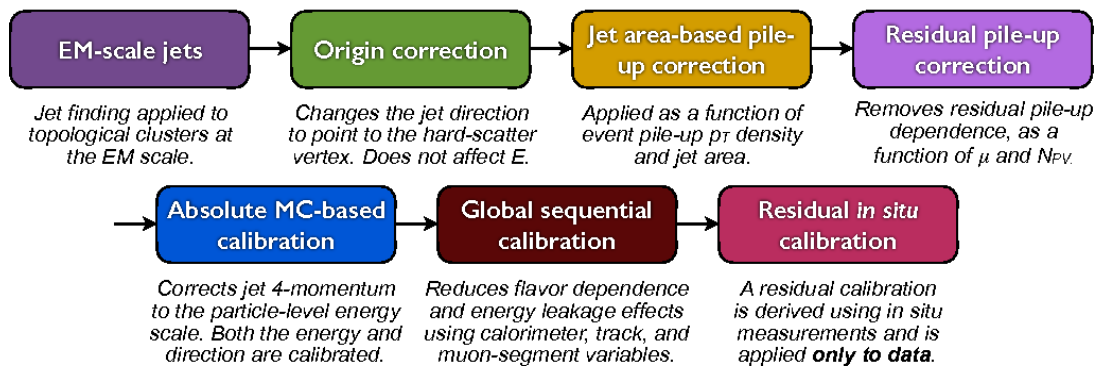 EM-scale jets
Jet finding applied to
topological clusters at
the EM scale.
Origin correction
Changes the jet direction
to point to the hard-scatter
vertex. Does not affect E.
Jet area-based pile-
up correction
Applied as a function of
event pile-up pT density
and jet area.
Residual pile-up
correction
Removes residual pile-up
dependence, as a
function of μ and NPV.
Absolute MC-based
calibration
Corrects jet 4-momentum
to the particle-level energy
scale. Both the energy and
direction are calibrated.
Global sequential
calibration
Reduces flavor dependence
and energy leakage effects
using calorimeter, track, and
muon-segment variables.
Residual in situ
calibration
A residual calibration
is derived using in situ
measurements and is
applied only to data.